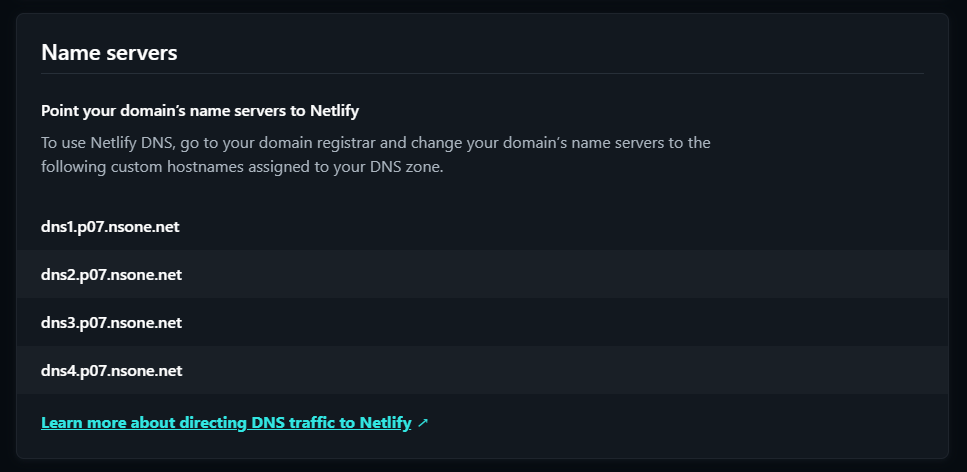 Name servers
Point your domain’s name servers to Netlify
To use Netlify DNS, go to your domain registrar and change your domain’s name servers to the
following custom hostnames assigned to your DNS zone.
dns1.p07.nsone.net
dns2.p07.nsone.net
dns3.p07.nsone.net
dns4.p07.nsone.net
Learn more about directing DNS traffic to Netlify ↗